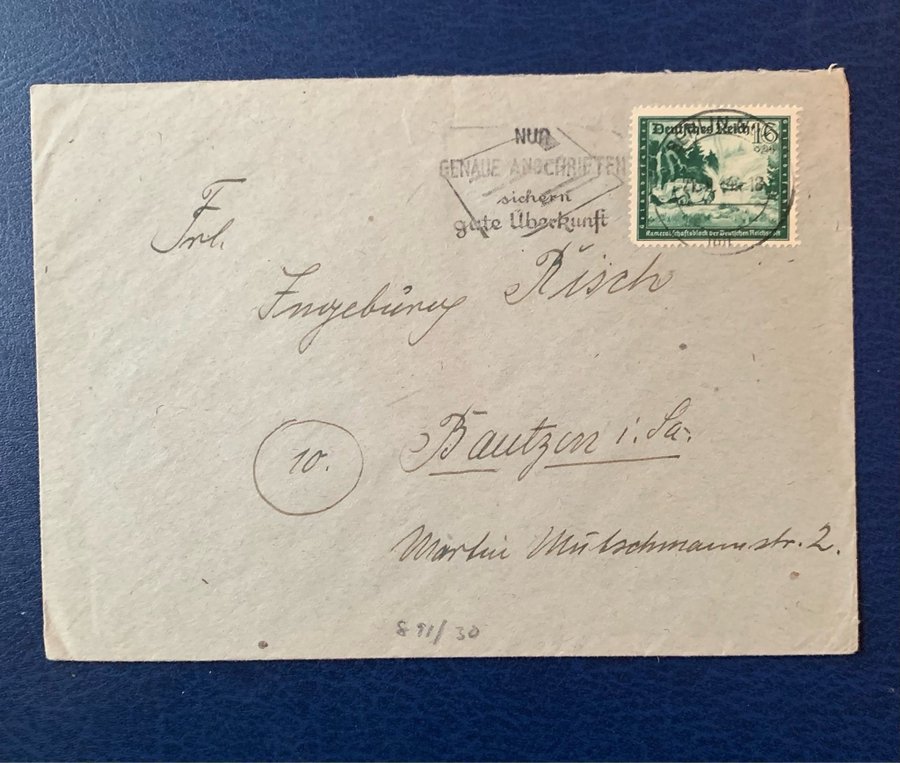 NUR
GENAUE ANSCHRIFTEN
sichern
gute Überkunft
Deutsches Reich 16
BERLIN
Kameradschaftsblock der Deutschen Reichspost
Frl.
Ingeburg Risch
10. Bautzen i. Sa.
Martin Mutschmannstr. 2.
891/30